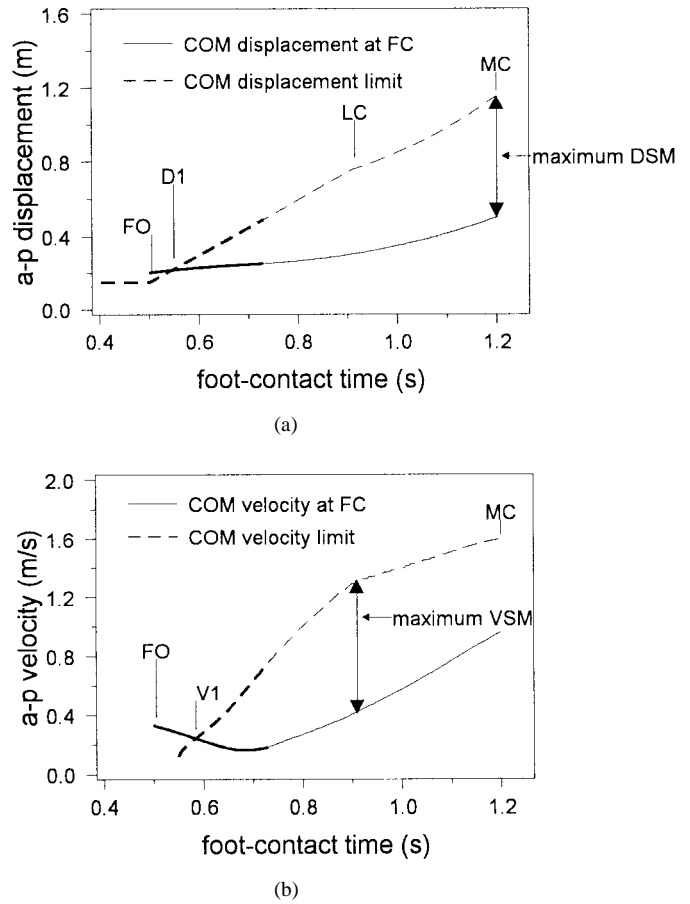 1.6
1.2
0.8
0.4
0.0
a-p displacement (m)
COM displacement at FC
COM displacement limit
MC
LC
maximum DSM
D1
FO
0.4 0.6 0.8 1.0 1.2
foot-contact time (s)
(a)
2.0
1.6
1.2
0.8
0.4
0.0
a-p velocity (m/s)
COM velocity at FC
COM velocity limit
MC
maximum VSM
FO
V1
0.4 0.6 0.8 1.0 1.2
foot-contact time (s)
(b)